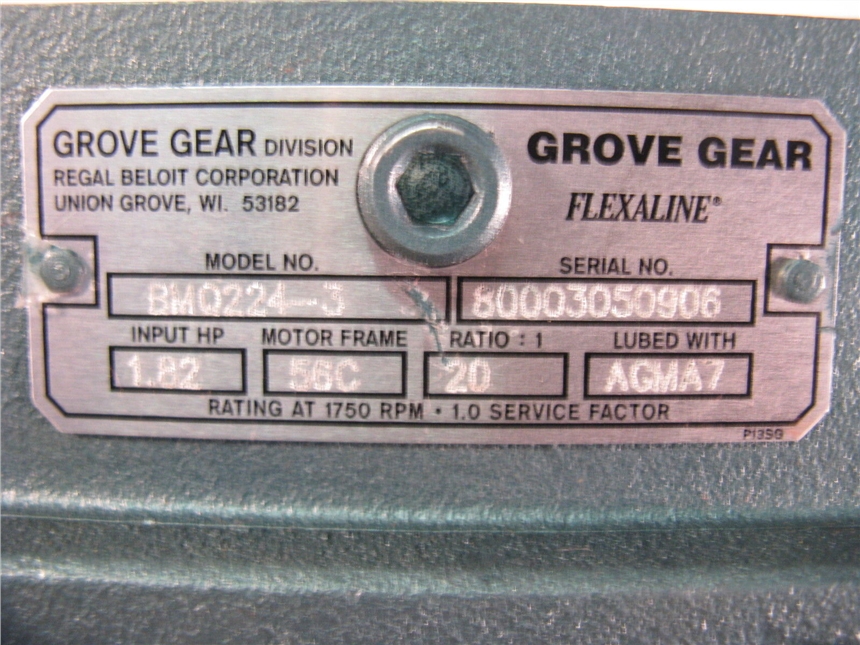 GROVE GEAR DIVISION
REGAL BELOIT CORPORATION
UNION GROVE, WI. 53182
GROVE GEAR
FLEXALINE®
MODEL NO.
BMQ224-3
SERIAL NO.
80003050906
INPUT HP
1.82
MOTOR FRAME
56C
RATIO : 1
20
LUBED WITH
AGMA7
RATING AT 1750 RPM • 1.0 SERVICE FACTOR
P13SG